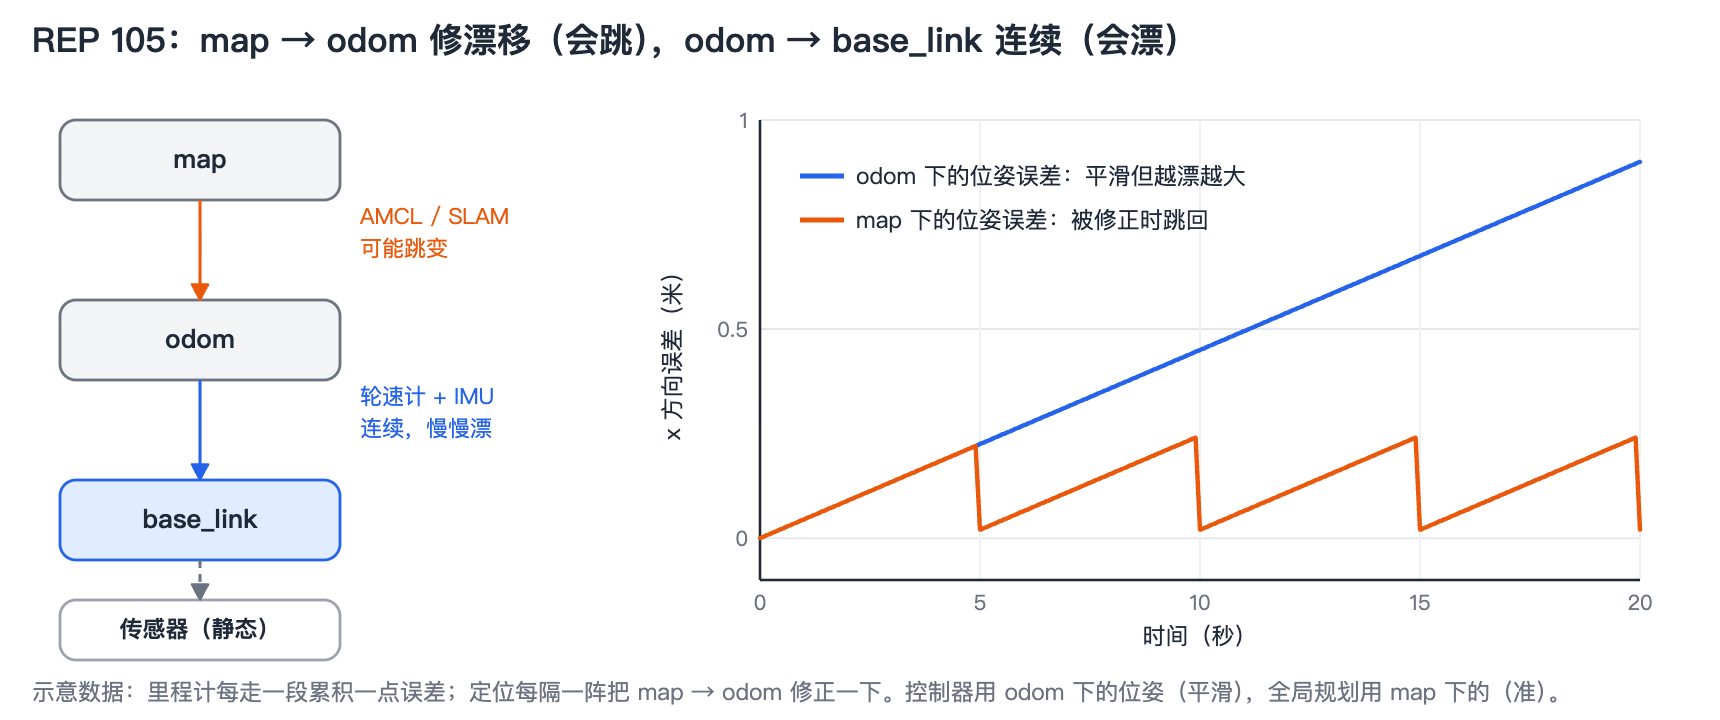 REP 105：map → odom 修漂移（会跳），odom → base_link 连续（会漂）
map
AMCL / SLAM
可能跳变
odom
轮速计 + IMU
连续，慢慢漂
base_link
传感器（静态）
odom 下的位姿误差：平滑但越漂越大
map 下的位姿误差：被修正时跳回
x 方向误差（米）
1
0.5
0
0
5
10
15
20
时间（秒）
示意数据：里程计每走一段累积一点误差；定位每隔一阵把 map → odom 修正一下。控制器用 odom 下的位姿（平滑），全局规划用 map 下的（准）。